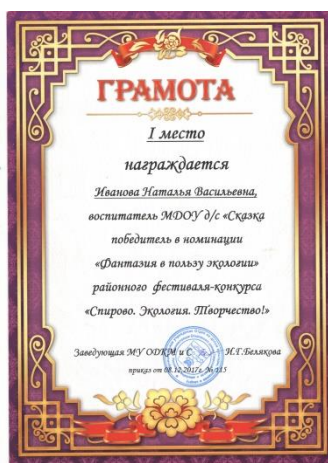 ГРАМОТА
I место
награждается
Иванова Наталья Васильевна,
воспитатель МДОУ д/с «Сказка
победитель в номинации
«Фантазия в пользу экологии»
районного фестиваля-конкурса
«Спирово. Экология. Творчество!»
Заведующая МУ ОДКМ и С Н.Г.Белякова
приказ от 08.12.2017г. № 115